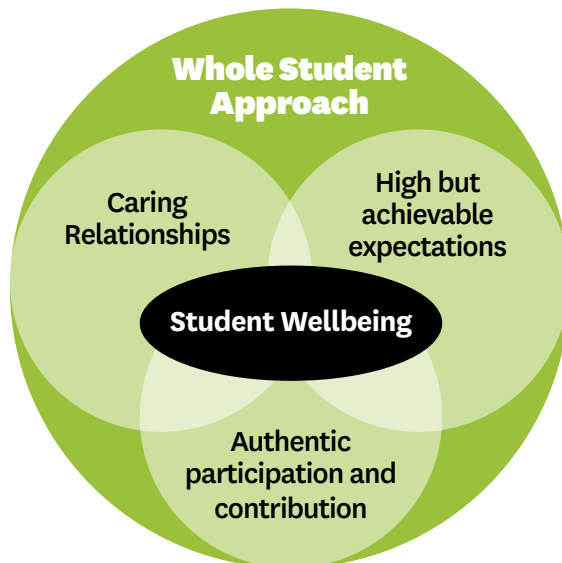 Whole Student
Approach
Caring
Relationships
High but
achievable
expectations
Student Wellbeing
Authentic
participation and
contribution